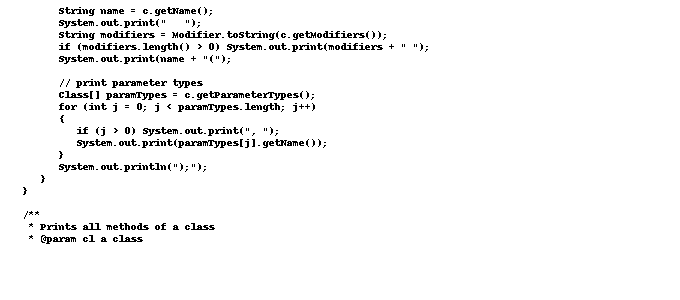 String name = c.getName();
System.out.print("   ");
String modifiers = Modifier.toString(c.getModifiers());
if (modifiers.length() > 0) System.out.print(modifiers + " ");
System.out.print(name + "(");

// print parameter types
Class[] paramTypes = c.getParameterTypes();
for (int j = 0; j < paramTypes.length; j++)
{
if (j > 0) System.out.print(", ");
System.out.print(paramTypes[j].getName());
}
System.out.println(");");
}
}

/**
* Prints all methods of a class
* @param cl a class